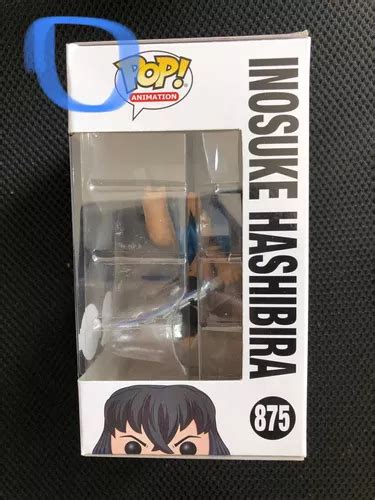 POP!
ANIMATION
INOSUKE HASHIBIRA
875